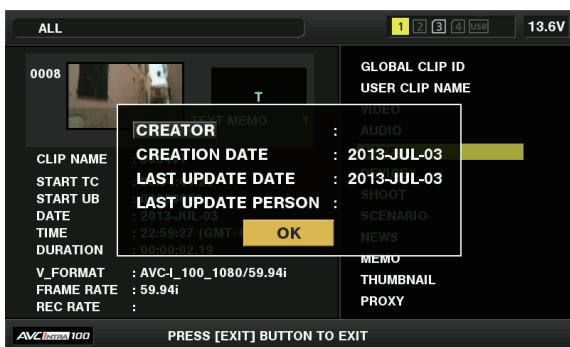 ALL
1 2 3 4 USB 13.6V
0008
T
TEXT MEMO 1
GLOBAL CLIP ID
USER CLIP NAME
VIDEO
AUDIO
SHOOT
SCENARIO
NEWS
MEMO
THUMBNAIL
PROXY
CREATOR :
CREATION DATE : 2013-JUL-03
LAST UPDATE DATE : 2013-JUL-03
LAST UPDATE PERSON :
OK
CLIP NAME
START TC
START UB
DATE : 2013-JUL-03
TIME : 22:59:27 (GMT+
DURATION : 00:00:02.19
V_FORMAT : AVC-I_100_1080/59.94i
FRAME RATE : 59.94i
REC RATE :
AVC INTRA 100
PRESS [EXIT] BUTTON TO EXIT